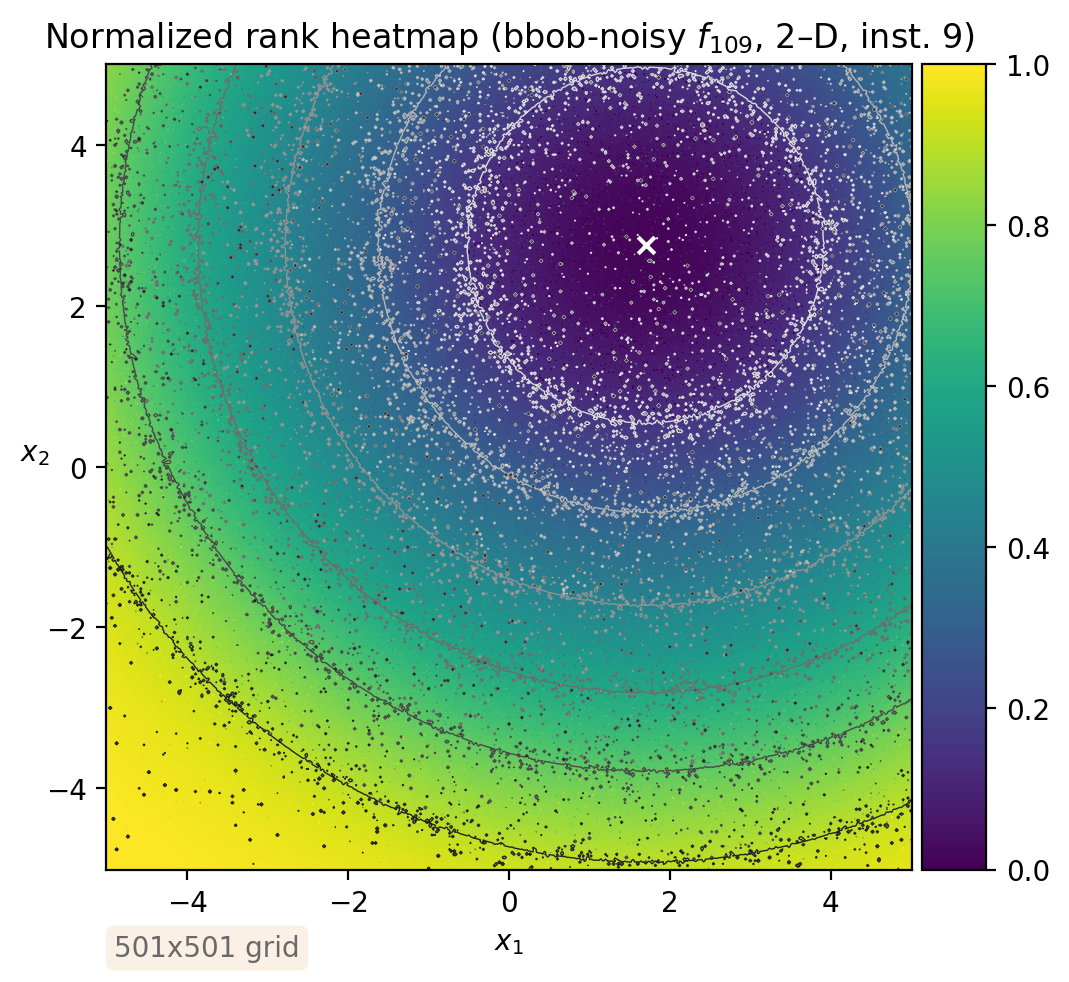 Normalized rank heatmap (bbob-noisy f₁₀₉, 2–D, inst. 9)
1.0
4
0.8
2
0.6
x₂
0
0.4
−2
0.2
−4
0.0
−4 −2 0 2 4
x₁
501x501 grid